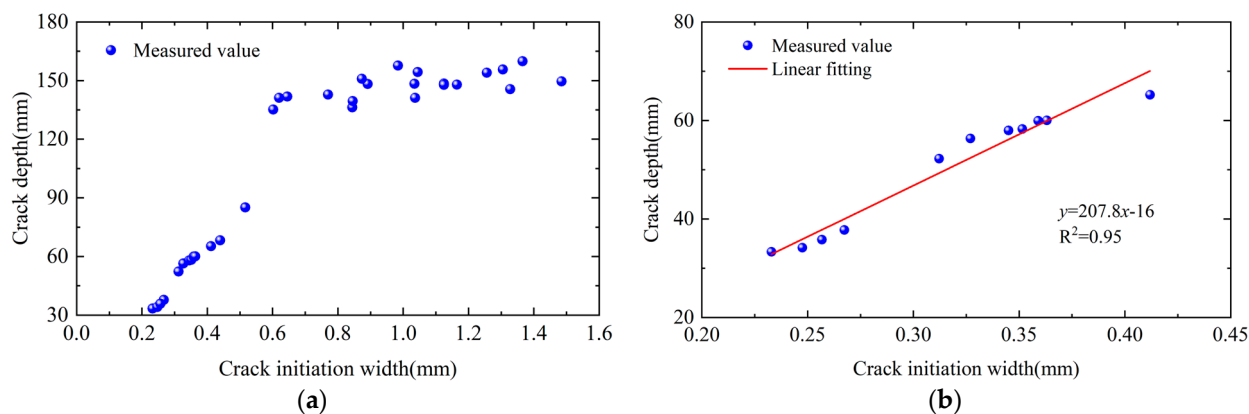 180
150
120
90
60
30
Crack depth(mm)
Measured value
0.0 0.2 0.4 0.6 0.8 1.0 1.2 1.4 1.6
Crack initiation width(mm)
(a)
80
60
40
20
Crack depth(mm)
Measured value
Linear fitting
y=207.8x-16
R²=0.95
0.20 0.25 0.30 0.35 0.40 0.45
Crack initiation width(mm)
(b)